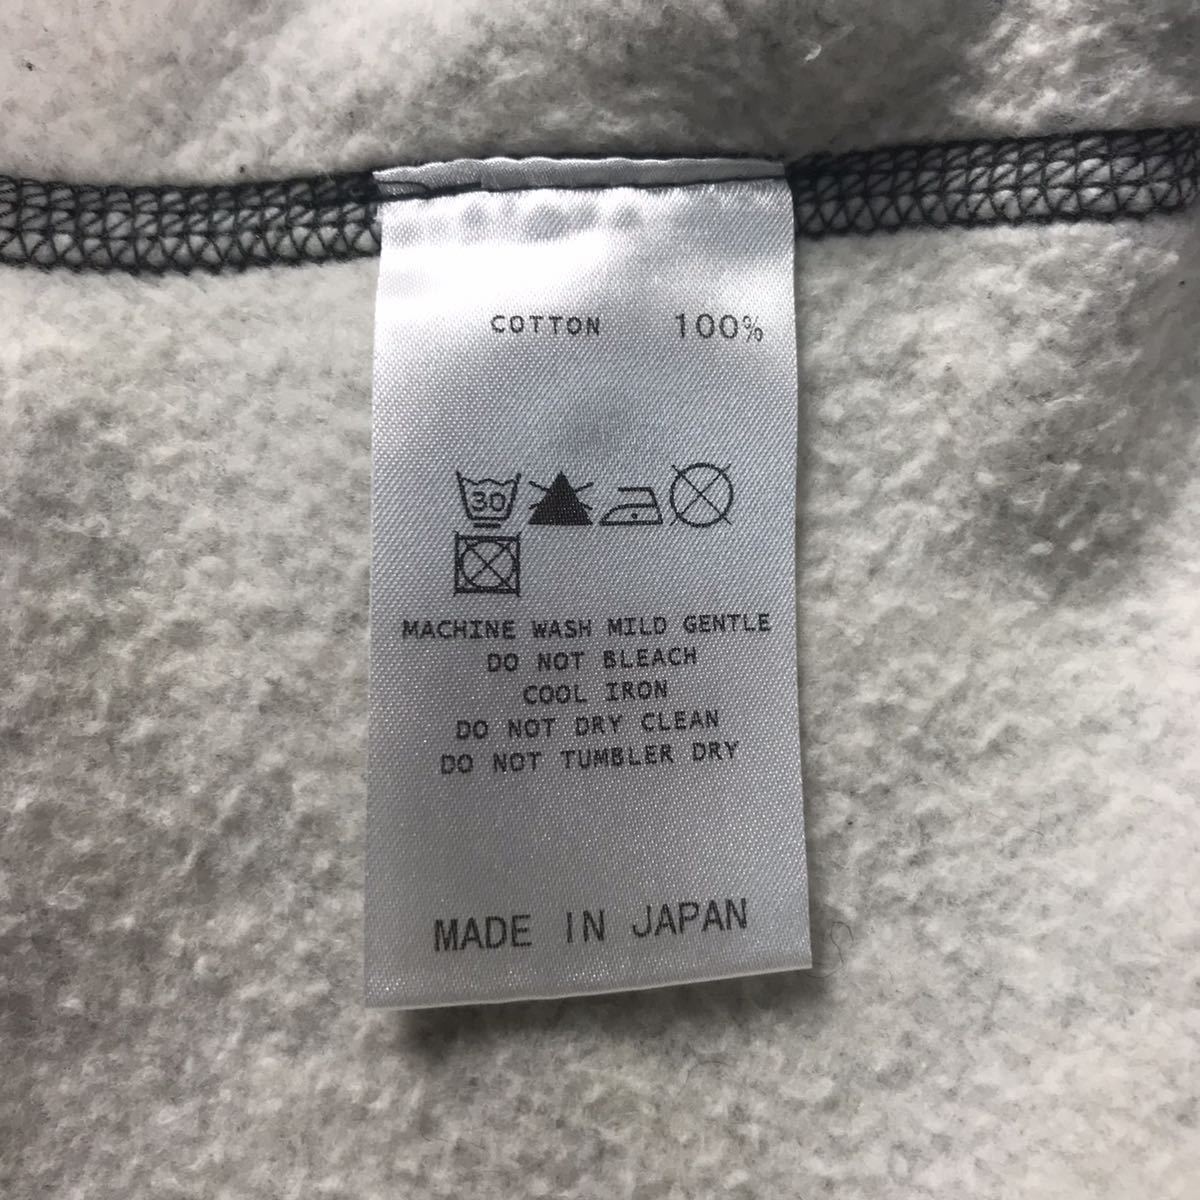 COTTON 100%
30
MACHINE WASH MILD GENTLE
DO NOT BLEACH
COOL IRON
DO NOT DRY CLEAN
DO NOT TUMBLER DRY
MADE IN JAPAN